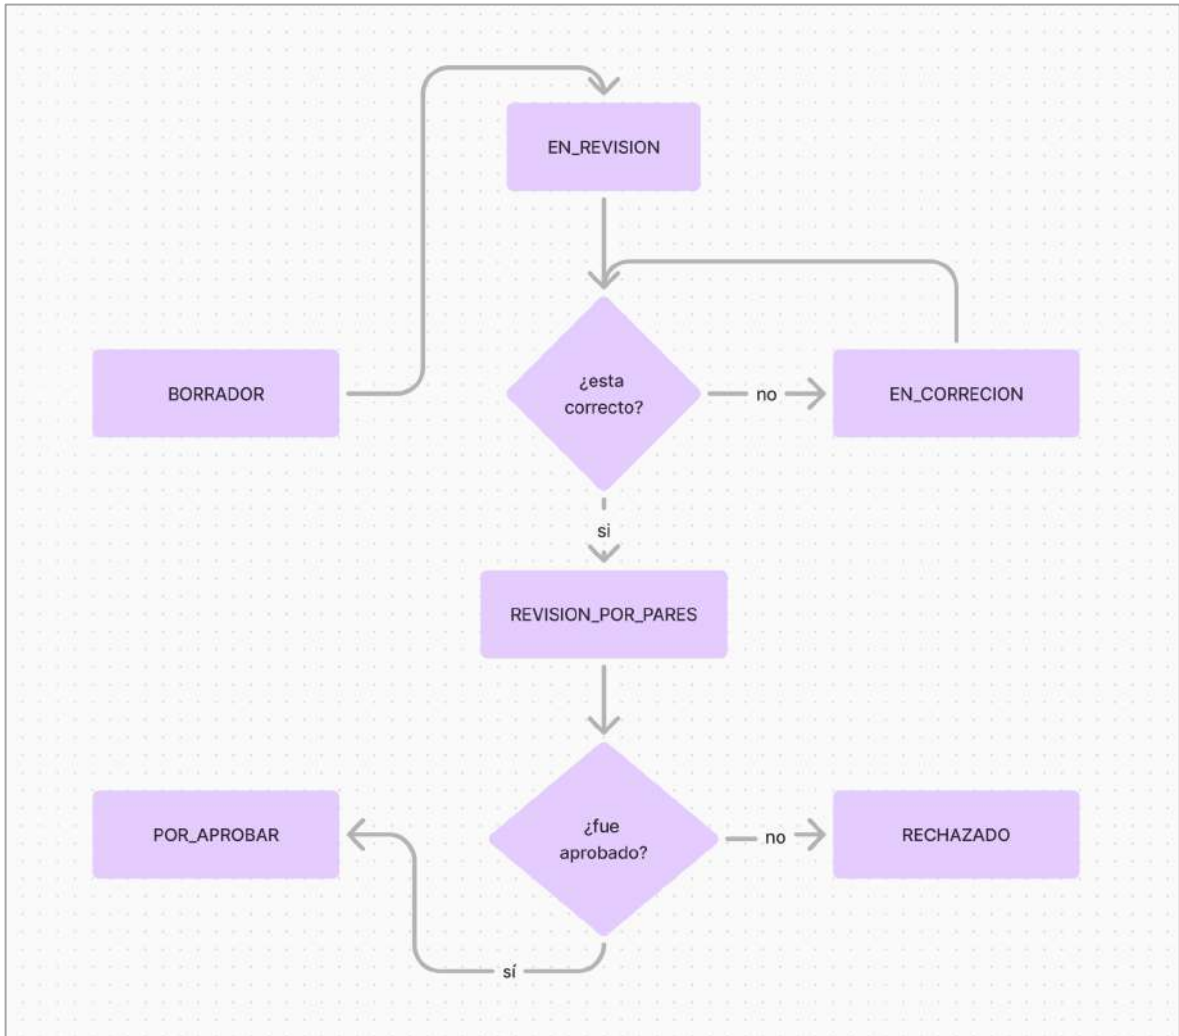 EN_REVISION
BORRADOR
¿esta
correcto?
no
EN_CORRECION
si
REVISION_POR_PARES
POR_APROBAR
¿fue
aprobado?
no
RECHAZADO
sí